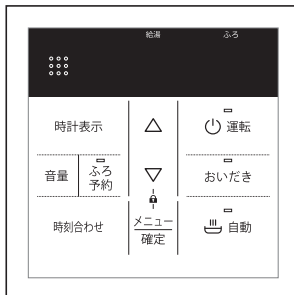 給湯 ふろ
時計表示
運転
音量
ふろ
予約
おいだき
時刻合わせ
メニュー
確定
自動